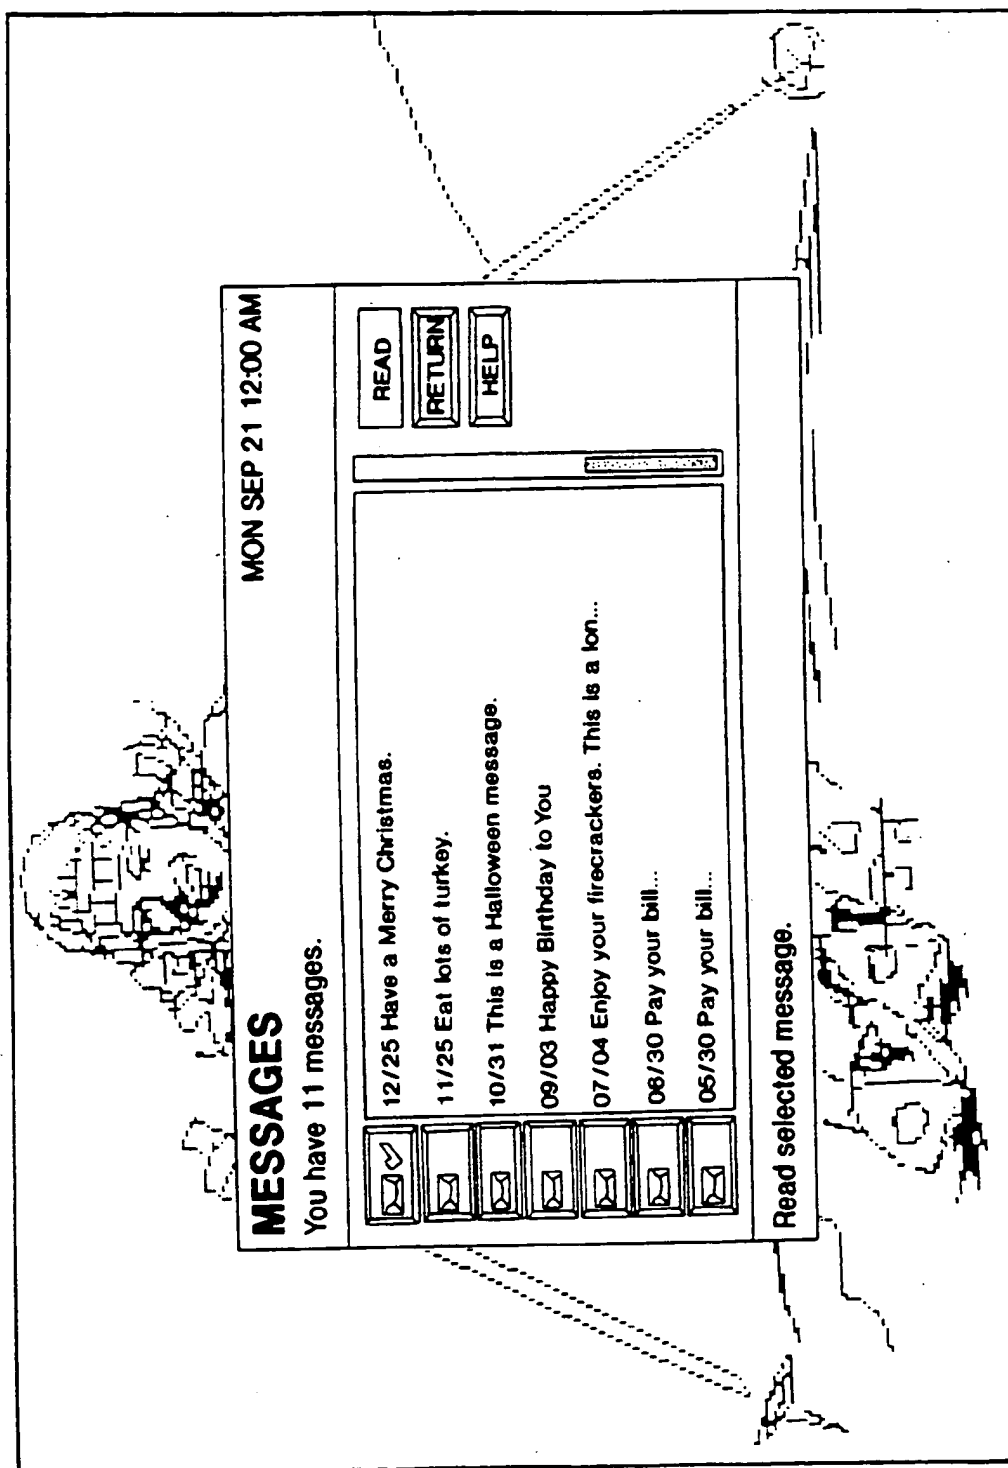 MESSAGES
MON SEP 21 12:00 AM
You have 11 messages.
12/25 Have a Merry Christmas.
11/25 Eat lots of turkey.
10/31 This is a Halloween message.
09/03 Happy Birthday to You
07/04 Enjoy your firecrackers. This is a lon...
06/30 Pay your bill...
05/30 Pay your bill...
READ
RETURN
HELP
Read selected message.